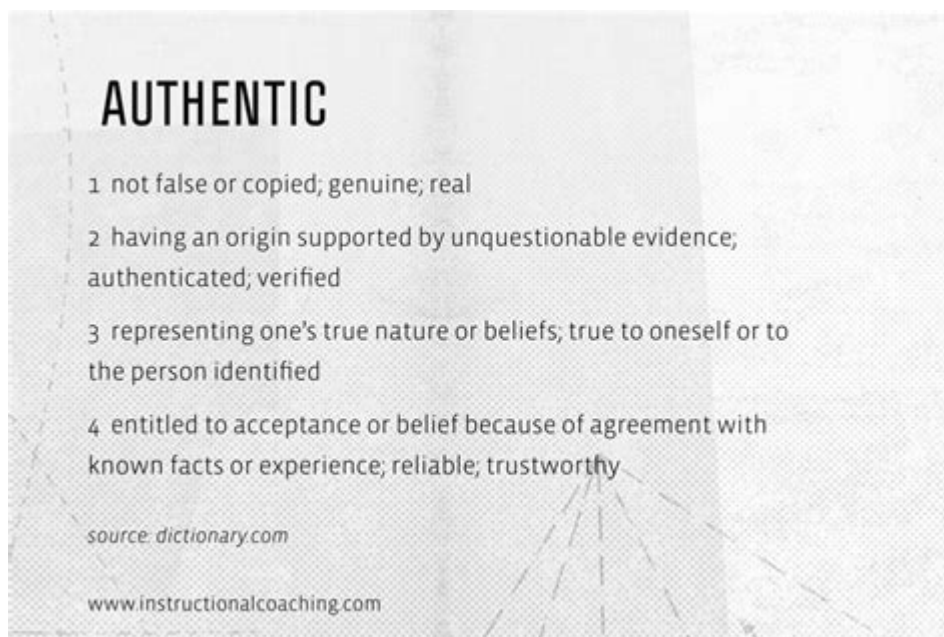 AUTHENTIC
1 not false or copied; genuine; real
2 having an origin supported by unquestionable evidence;
authenticated; verified
3 representing one's true nature or beliefs; true to oneself or to
the person identified
4 entitled to acceptance or belief because of agreement with
known facts or experience; reliable; trustworthy
source: dictionary.com
www.instructionalcoaching.com